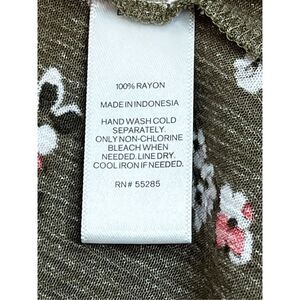 100% RAYON
MADE IN INDONESIA
HAND WASH COLD
SEPARATELY.
ONLY NON-CHLORINE
BLEACH WHEN
NEEDED. LINE DRY.
COOL IRON IF NEEDED.
RN# 55285